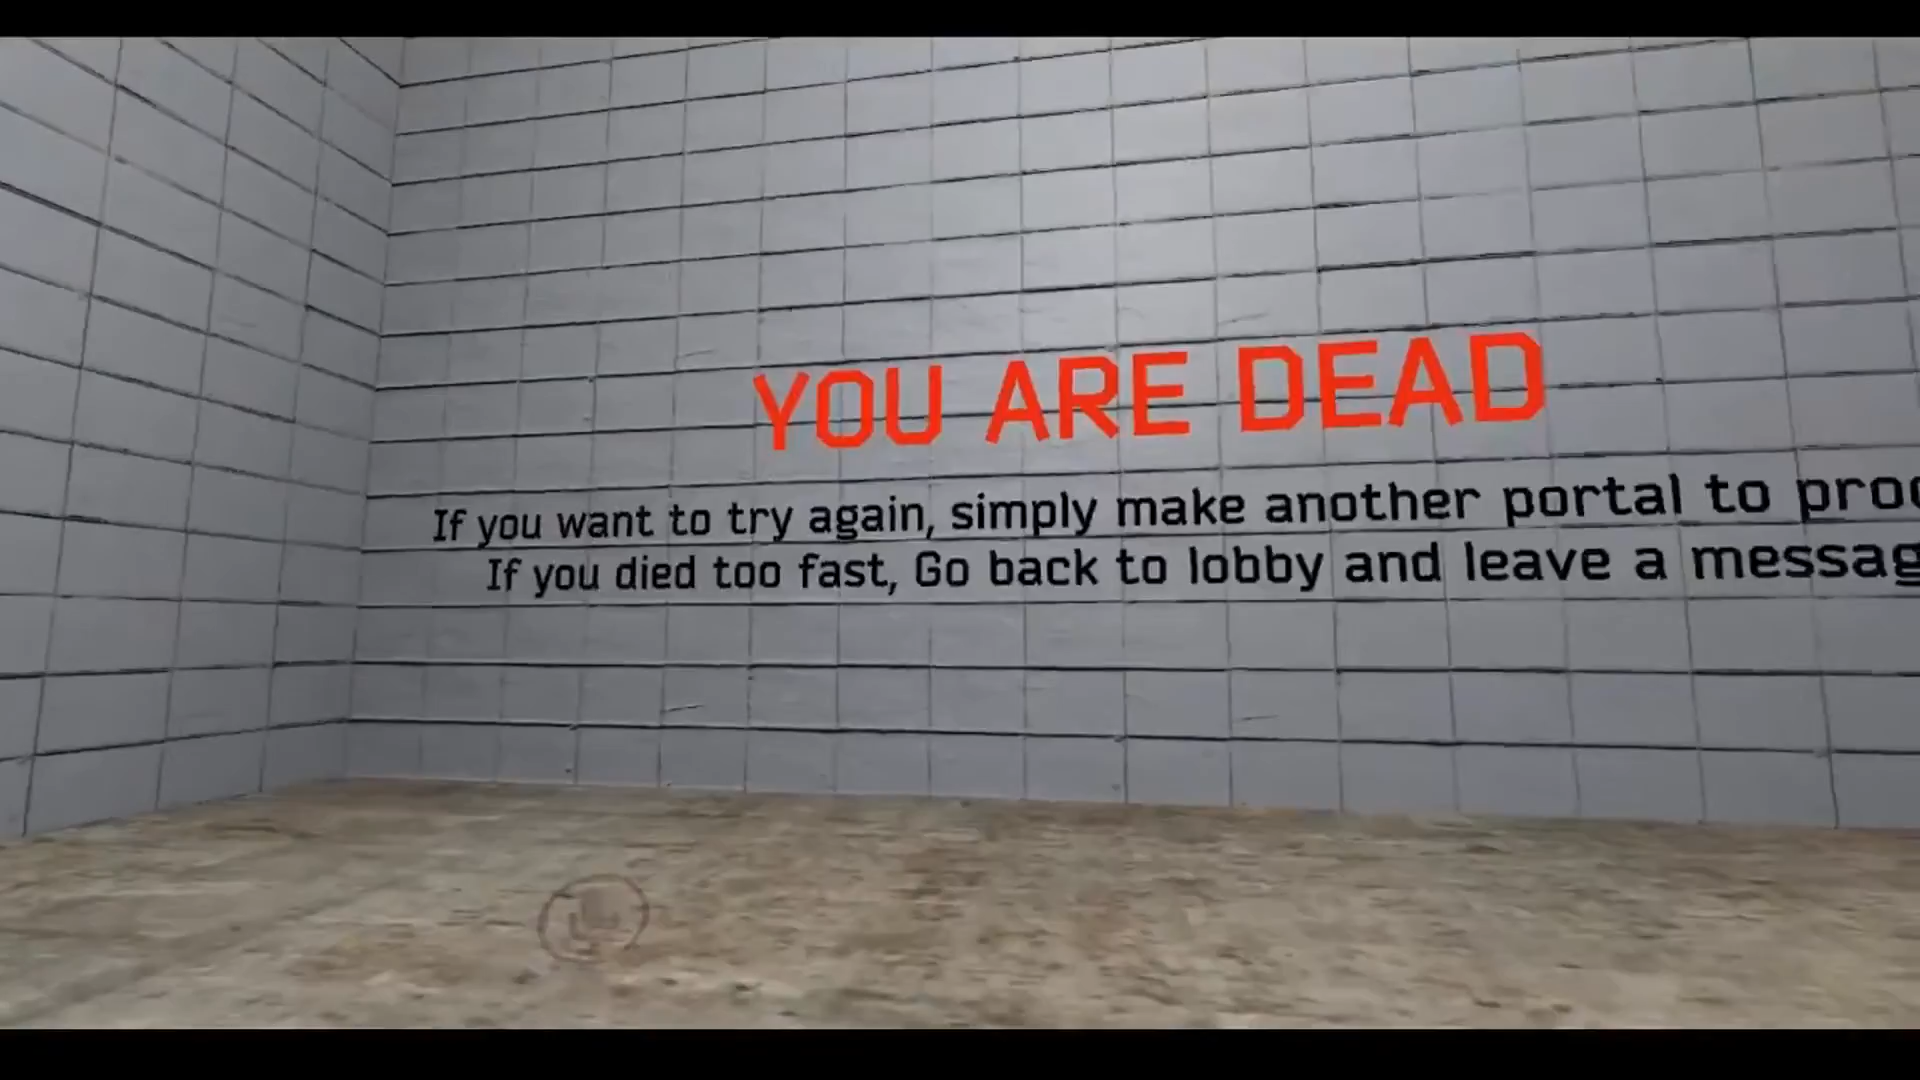 YOU ARE DEAD
If you want to try again, simply make another portal to
If you died too fast, Go back to lobby and leave a